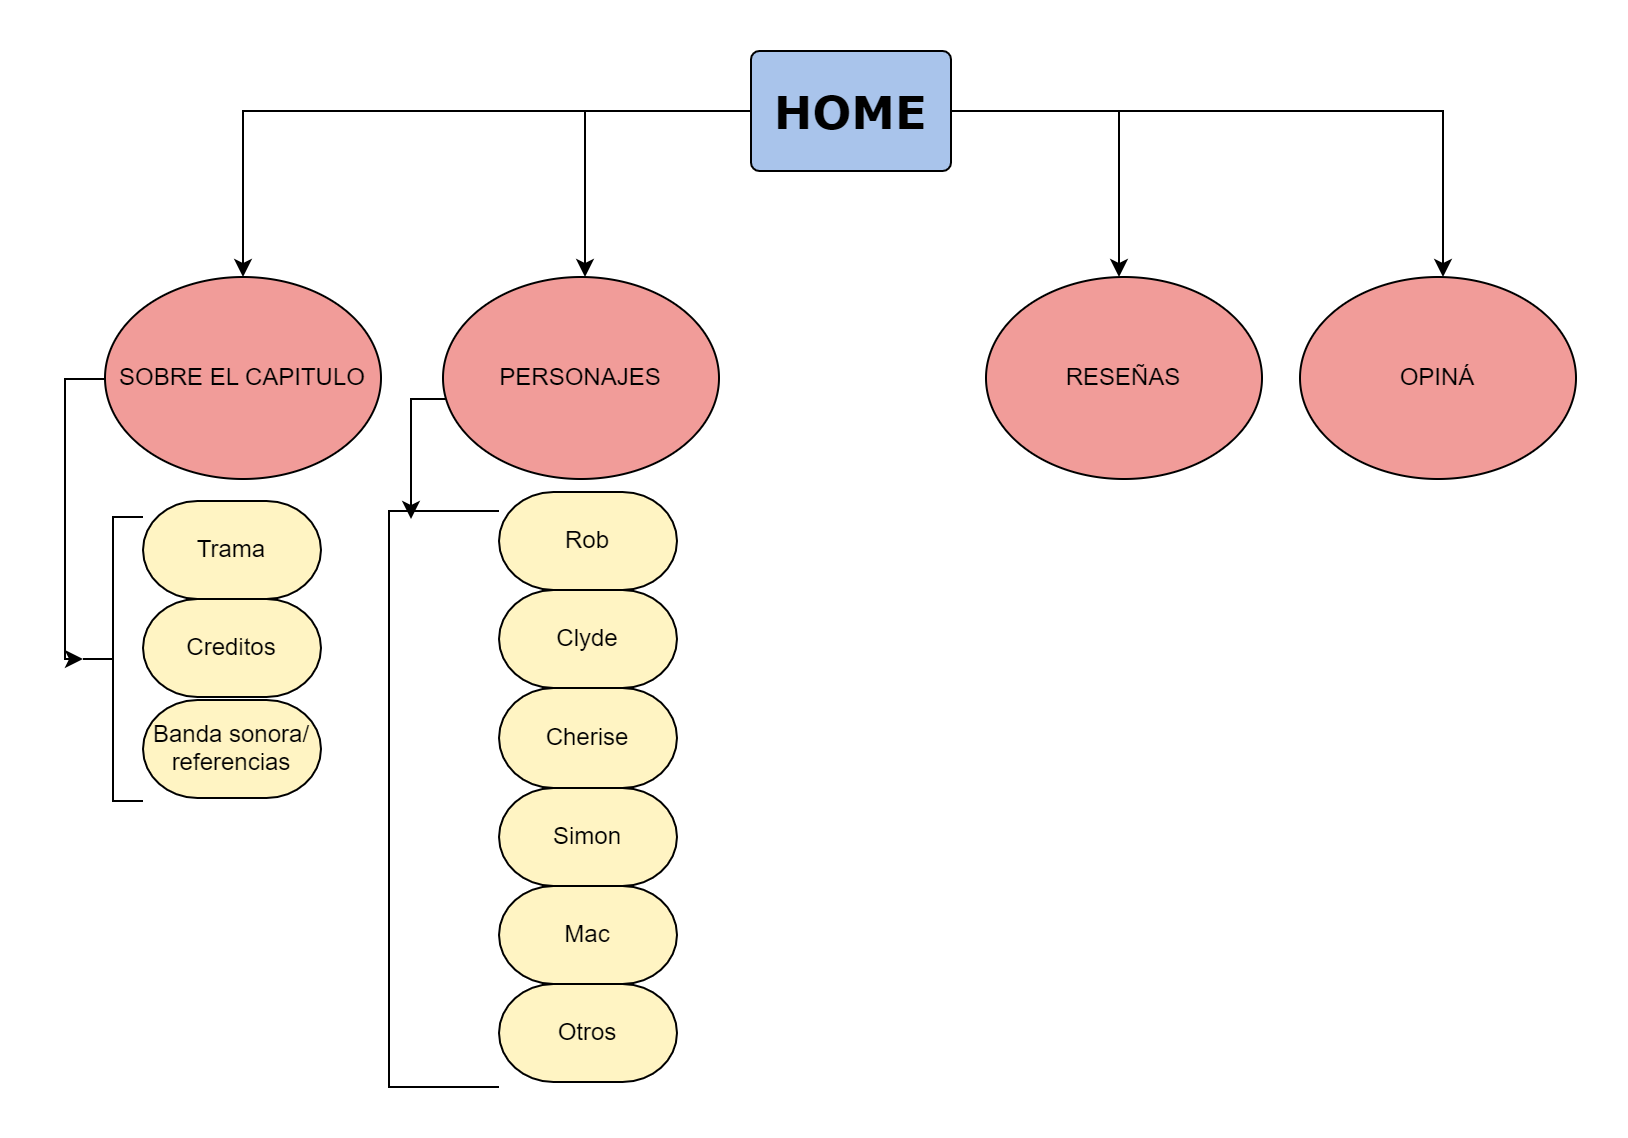 HOME
SOBRE EL CAPITULO
PERSONAJES
RESEÑAS
OPINÁ
Trama
Creditos
Banda sonora/
referencias
Rob
Clyde
Cherise
Simon
Mac
Otros